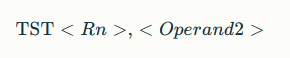 TST < Rn >, < Operand2 >